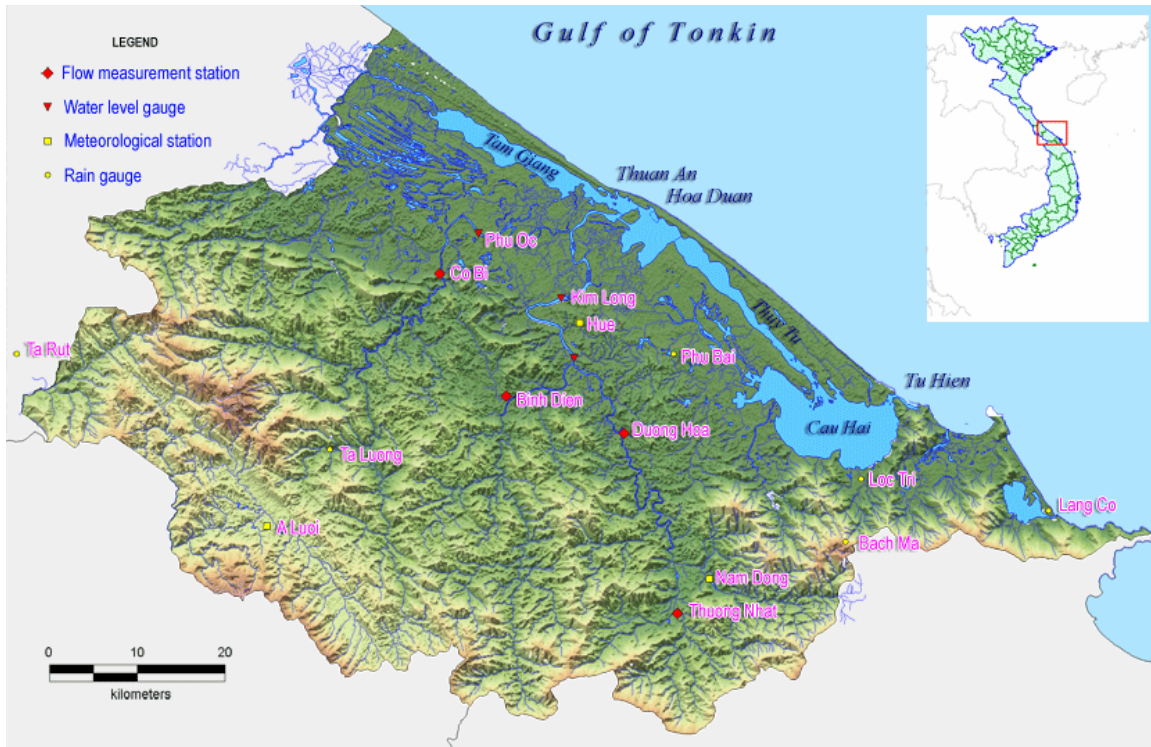 Gulf of Tonkin
LEGEND
Flow measurement station
Water level gauge
Meteorological station
Rain gauge
Tam Giang
Thuan An
Hoa Duan
Phu Oc
Co Bi
Kim Long
Hue
Thuy Tu
Ta Rut
Phu Bai
Tu Hien
Binh Dien
Duong Hoa
Cau Hai
Ta Luong
Loc Tri
Lang Co
A Luoi
Bach Ma
Nam Dong
Thuong Nhat
0 10 20
kilometers